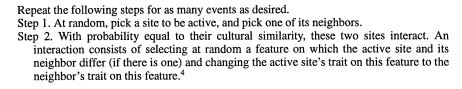 Repeat the following steps for as many events as desired.
Step 1. At random, pick a site to be active, and pick one of its neighbors.
Step 2. With probability equal to their cultural similarity, these two sites interact. An
interaction consists of selecting at random a feature on which the active site and its
neighbor differ (if there is one) and changing the active site's trait on this feature to the
neighbor's trait on this feature.4